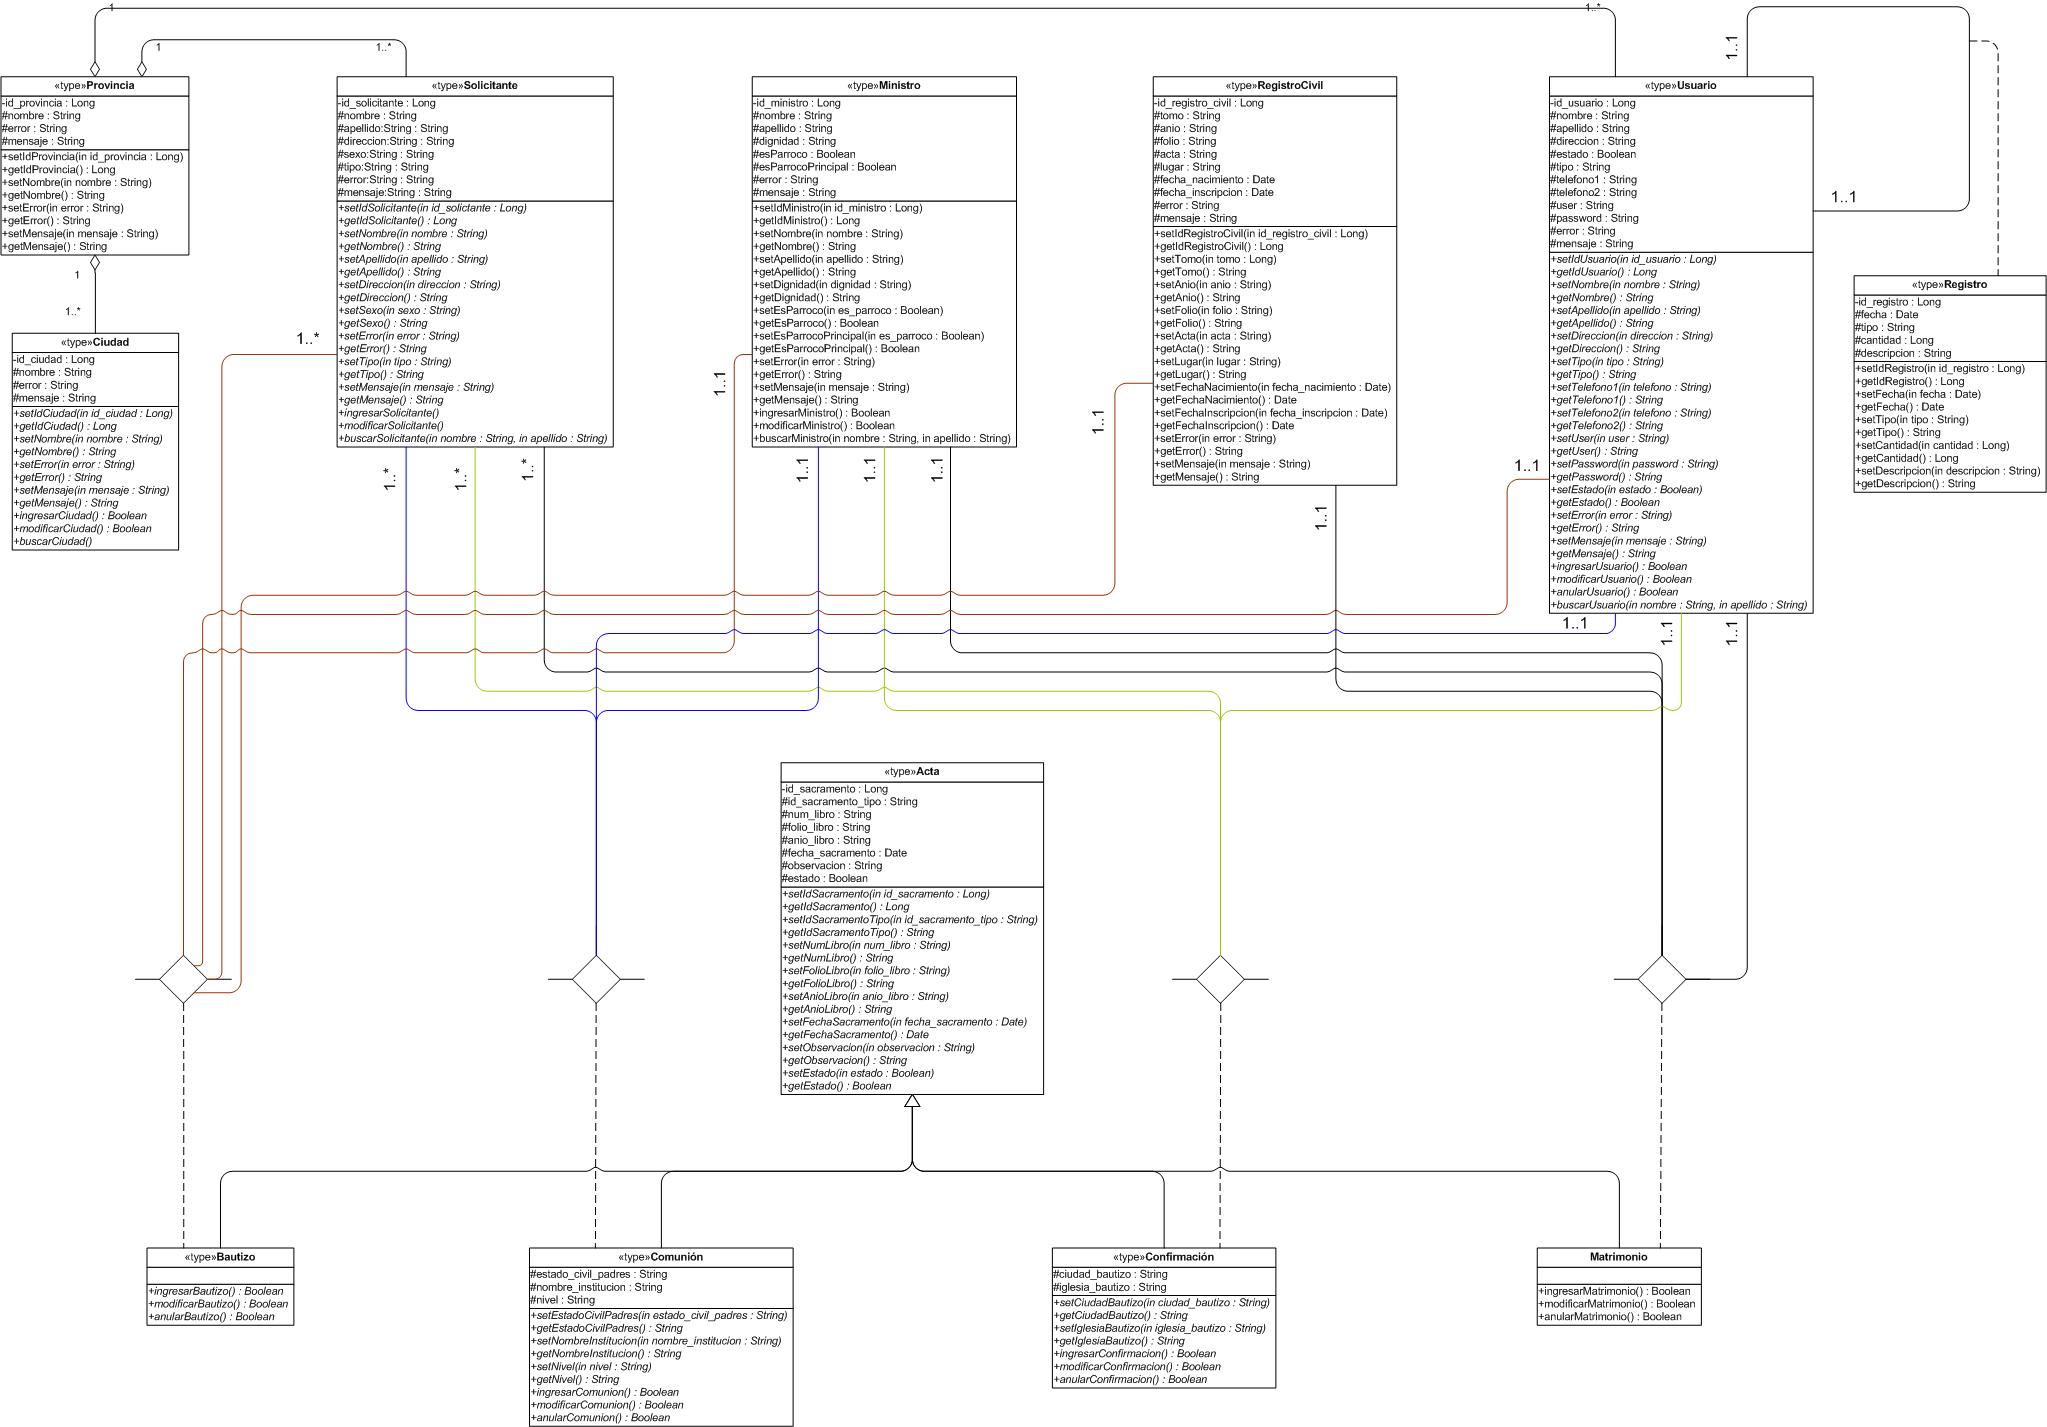 1
1..*
1
1..*
1..1
«type»Provincia
-id_provincia : Long
#nombre : String
#error : String
#mensaje : String
+setIdProvincia(in id_provincia : Long)
+getIdProvincia() : Long
+setNombre(in nombre : String)
+getNombre() : String
+setError(in error : String)
+getError() : String
+setMensaje(in mensaje : String)
+getMensaje() : String
1
1..*
«type»Ciudad
-id_ciudad : Long
#nombre : String
#error : String
#mensaje : String
+setIdCiudad(in id_ciudad : Long)
+getIdCiudad() : Long
+setNombre(in nombre : String)
+getNombre() : String
+setError(in error : String)
+getError() : String
+setMensaje(in mensaje : String)
+getMensaje() : String
+ingresarCiudad() : Boolean
+modificarCiudad() : Boolean
+buscarCiudad()
«type»Solicitante
-id_solicitante : Long
#nombre : String
#apellido:String : String
#direccion:String : String
#sexo:String : String
#tipo:String : String
#error:String : String
#mensaje:String : String
+setIdSolicitante(in id_solictante : Long)
+getIdSolicitante() : Long
+setNombre(in nombre : String)
+getNombre() : String
+setApellido(in apellido : String)
+getApellido() : String
+setDireccion(in direccion : String)
+getDireccion() : String
+setSexo(in sexo : String)
+getSexo() : String
+setError(in error : String)
+getError() : String
+setTipo(in tipo : String)
+getTipo() : String
+setMensaje(in mensaje : String)
+getMensaje() : String
+ingresarSolicitante()
+modificarSolicitante()
+buscarSolicitante(in nombre : String, in apellido : String)
1..*
1..*
1..*
1..*
«type»Ministro
-id_ministro : Long
#nombre : String
#apellido : String
#dignidad : String
#esParroco : Boolean
#esParrocoPrincipal : Boolean
#error : String
#mensaje : String
+setIdMinistro(in id_ministro : Long)
+getIdMinistro() : Long
+setNombre(in nombre : String)
+getNombre() : String
+setApellido(in apellido : String)
+getApellido() : String
+setDignidad(in dignidad : String)
+getDignidad() : String
+setEsParroco(in es_parroco : Boolean)
+getEsParroco() : Boolean
+setEsParrocoPrincipal(in es_parroco : Boolean)
+getEsParrocoPrincipal() : Boolean
+setError(in error : String)
+getError() : String
+setMensaje(in mensaje : String)
+getMensaje() : String
+ingresarMinistro() : Boolean
+modificarMinistro() : Boolean
+buscarMinistro(in nombre : String, in apellido : String)
1..1
1..1
1..1
1..1
«type»RegistroCivil
-id_registro_civil : Long
#tomo : String
#anio : String
#folio : String
#acta : String
#lugar : String
#fecha_nacimiento : Date
#fecha_inscripcion : Date
#error : String
#mensaje : String
+setIdRegistroCivil(in id_registro_civil : Long)
+getIdRegistroCivil() : Long
+setTomo(in tomo : Long)
+getTomo() : String
+setAnio(in anio : String)
+getAnio() : String
+setFolio(in folio : String)
+getFolio() : String
+setActa(in acta : String)
+getActa() : String
+setLugar(in lugar : String)
+getLugar() : String
+setFechaNacimiento(in fecha_nacimiento : Date)
+getFechaNacimiento() : Date
+setFechaInscripcion(in fecha_inscripcion : Date)
+getFechaInscripcion() : Date
+setError(in error : String)
+getError() : String
+setMensaje(in mensaje : String)
+getMensaje() : String
1..1
1..1
«type»Usuario
-id_usuario : Long
#nombre : String
#apellido : String
#direccion : String
#estado : Boolean
#tipo : String
#telefono1 : String
#telefono2 : String
#user : String
#password : String
#error : String
#mensaje : String
+setIdUsuario(in id_usuario : Long)
+getIdUsuario() : Long
+setNombre(in nombre : String)
+getNombre() : String
+setApellido(in apellido : String)
+getApellido() : String
+setDireccion(in direccion : String)
+getDireccion() : String
+setTipo(in tipo : String)
+getTipo() : String
+setTelefono1(in telefono : String)
+getTelefono1() : String
+setTelefono2(in telefono : String)
+getTelefono2() : String
+setUser(in user : String)
+getUser() : String
+setPassword(in password : String)
+getPassword() : String
+setEstado(in estado : Boolean)
+getEstado() : Boolean
+setError(in error : String)
+getError() : String
+setMensaje(in mensaje : String)
+getMensaje() : String
+ingresarUsuario() : Boolean
+modificarUsuario() : Boolean
+anularUsuario() : Boolean
+buscarUsuario(in nombre : String, in apellido : String)
1..1
1..1
1..1
1..1
1..1
«type»Registro
-id_registro : Long
#fecha : Date
#tipo : String
#cantidad : Long
#descripcion : String
+setIdRegistro(in id_registro : Long)
+getIdRegistro() : Long
+setFecha(in fecha : Date)
+getFecha() : Date
+setTipo(in tipo : String)
+getTipo() : String
+setCantidad(in cantidad : Long)
+getCantidad() : Long
+setDescripcion(in descripcion : String)
+getDescripcion() : String
«type»Acta
-id_sacramento : Long
#id_sacramento_tipo : String
#num_libro : String
#folio_libro : String
#anio_libro : String
#fecha_sacramento : Date
#observacion : String
#estado : Boolean
+setIdSacramento(in id_sacramento : Long)
+getIdSacramento() : Long
+setIdSacramentoTipo(in id_sacramento_tipo : String)
+getIdSacramentoTipo() : String
+setNumLibro(in num_libro : String)
+getNumLibro() : String
+setFolioLibro(in folio_libro : String)
+getFolioLibro() : String
+setAnioLibro(in anio_libro : String)
+getAnioLibro() : String
+setFechaSacramento(in fecha_sacramento : Date)
+getFechaSacramento() : Date
+setObservacion(in observacion : String)
+getObservacion() : String
+setEstado(in estado : Boolean)
+getEstado() : Boolean
«type»Bautizo
+ingresarBautizo() : Boolean
+modificarBautizo() : Boolean
+anularBautizo() : Boolean
«type»Comunión
#estado_civil_padres : String
#nombre_institucion : String
#nivel : String
+setEstadoCivilPadres(in estado_civil_padres : String)
+getEstadoCivilPadres() : String
+setNombreInstitucion(in nombre_institucion : String)
+getNombreInstitucion() : String
+setNivel(in nivel : String)
+getNivel() : String
+ingresarComunion() : Boolean
+modificarComunion() : Boolean
+anularComunion() : Boolean
«type»Confirmación
#ciudad_bautizo : String
#iglesia_bautizo : String
+setCiudadBautizo(in ciudad_bautizo : String)
+getCiudadBautizo() : String
+setIglesiaBautizo(in iglesia_bautizo : String)
+getIglesiaBautizo() : String
+ingresarConfirmacion() : Boolean
+modificarConfirmacion() : Boolean
+anularConfirmacion() : Boolean
Matrimonio
+ingresarMatrimonio() : Boolean
+modificarMatrimonio() : Boolean
+anularMatrimonio() : Boolean